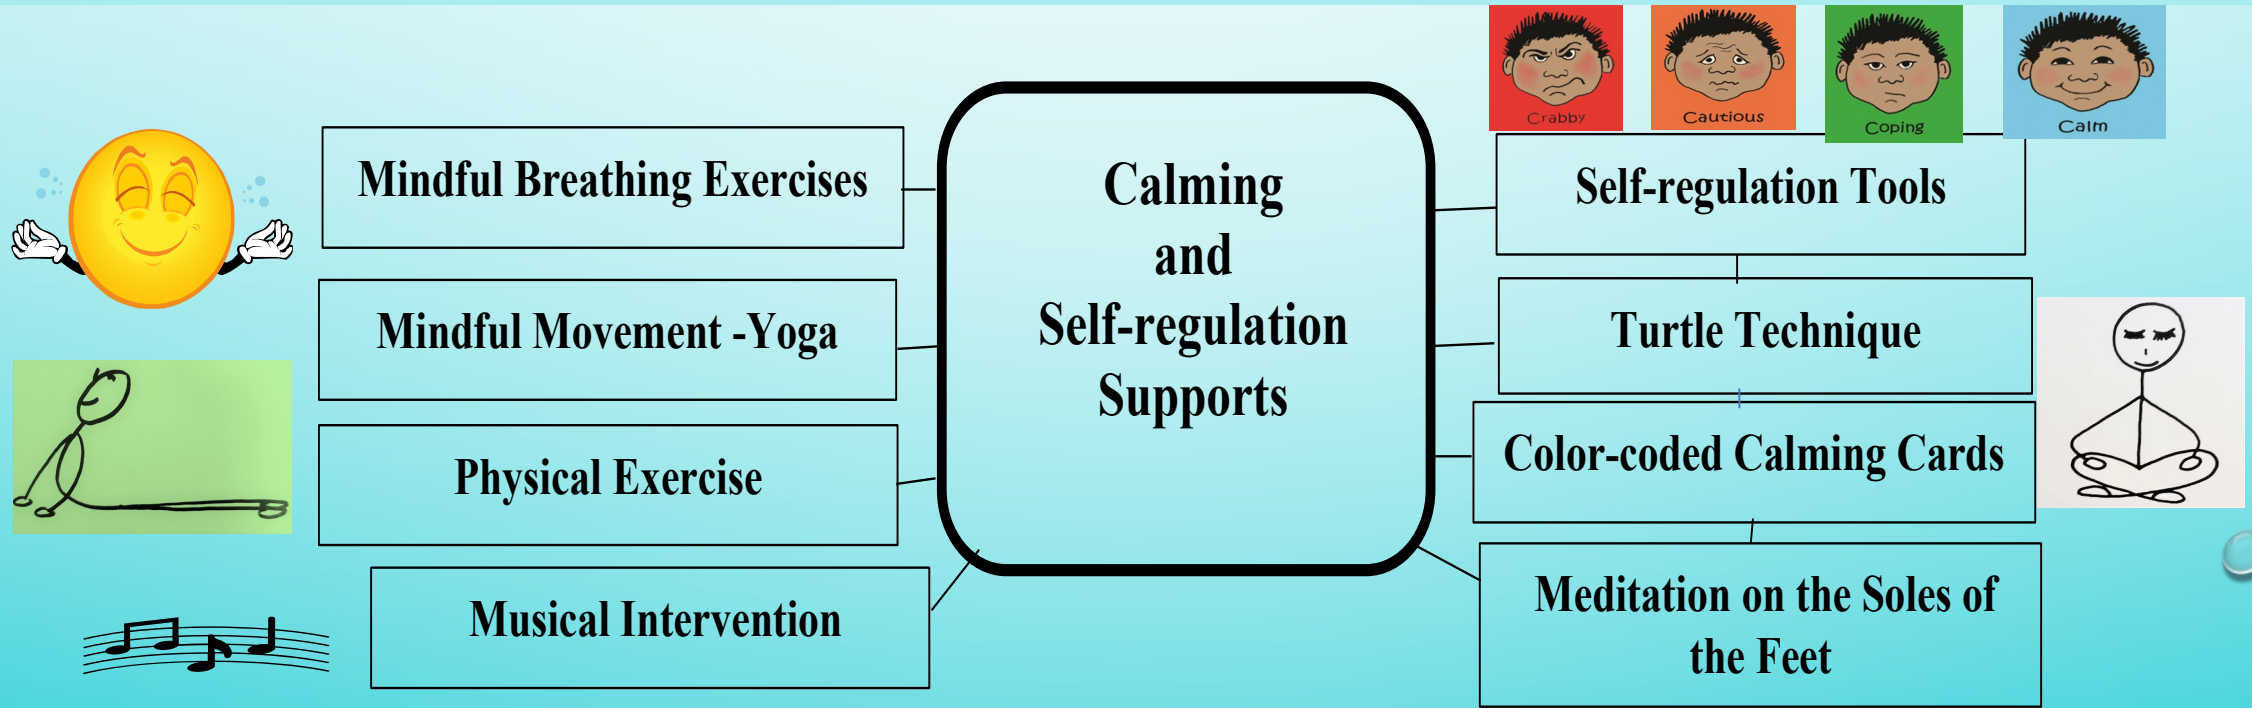 Crabby
Cautious
Coping
Calm
Mindful Breathing Exercises
Mindful Movement -Yoga
Physical Exercise
Musical Intervention
Calming
and
Self-regulation
Supports
Self-regulation Tools
Turtle Technique
Color-coded Calming Cards
Meditation on the Soles of
the Feet